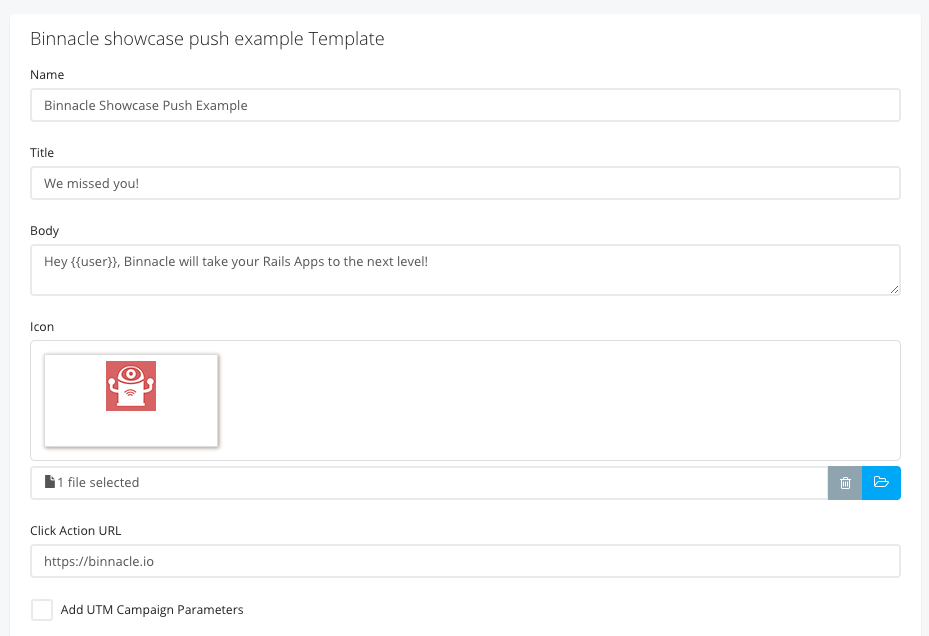 Binnacle showcase push example Template
Name
Binnacle Showcase Push Example
Title
We missed you!
Body
Hey {{user}}, Binnacle will take your Rails Apps to the next level!
Icon
1 file selected
Click Action URL
https://binnacle.io
Add UTM Campaign Parameters